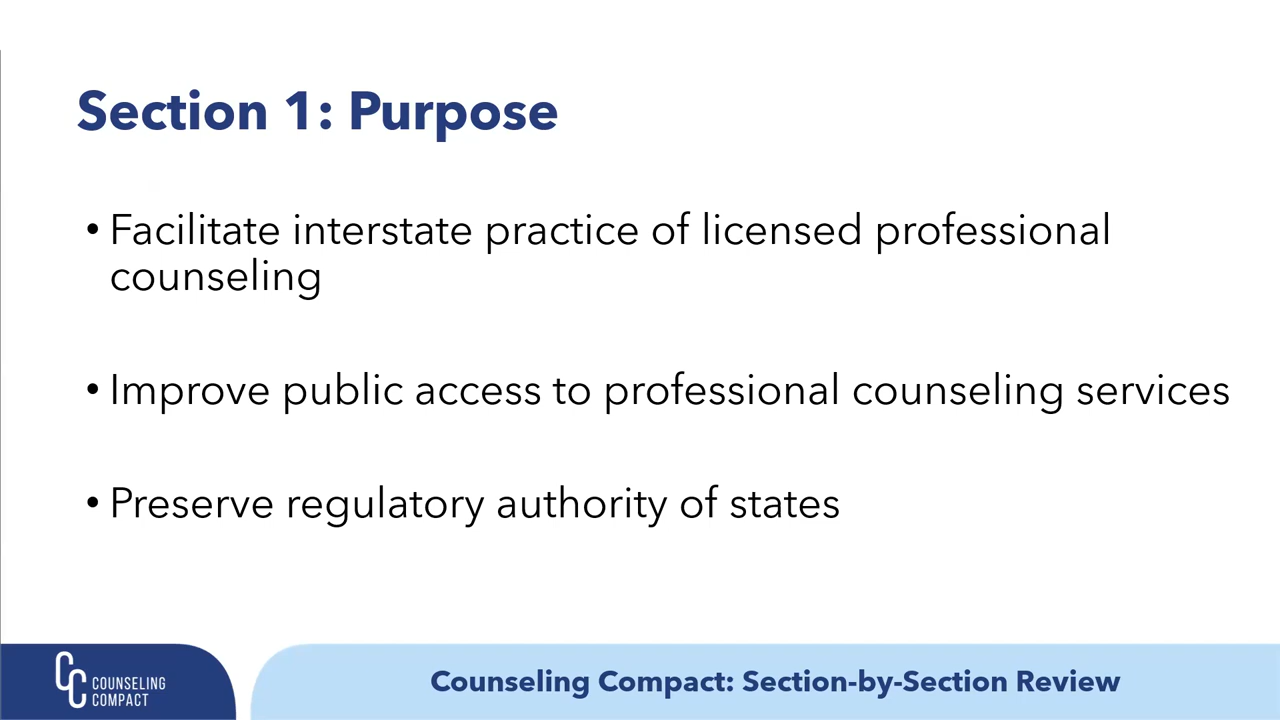 Section 1: Purpose
• Facilitate interstate practice of licensed professional
counseling
• Improve public access to professional counseling services
• Preserve regulatory authority of states
CC COUNSELING
COMPACT
Counseling Compact: Section-by-Section Review